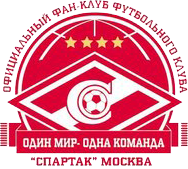 ОФИЦИАЛЬНЫЙ ФАН-КЛУБ ФУТБОЛЬНОГО КЛУБА
С
ОДИН МИР- ОДНА КОМАНДА
"СПАРТАК" МОСКВА